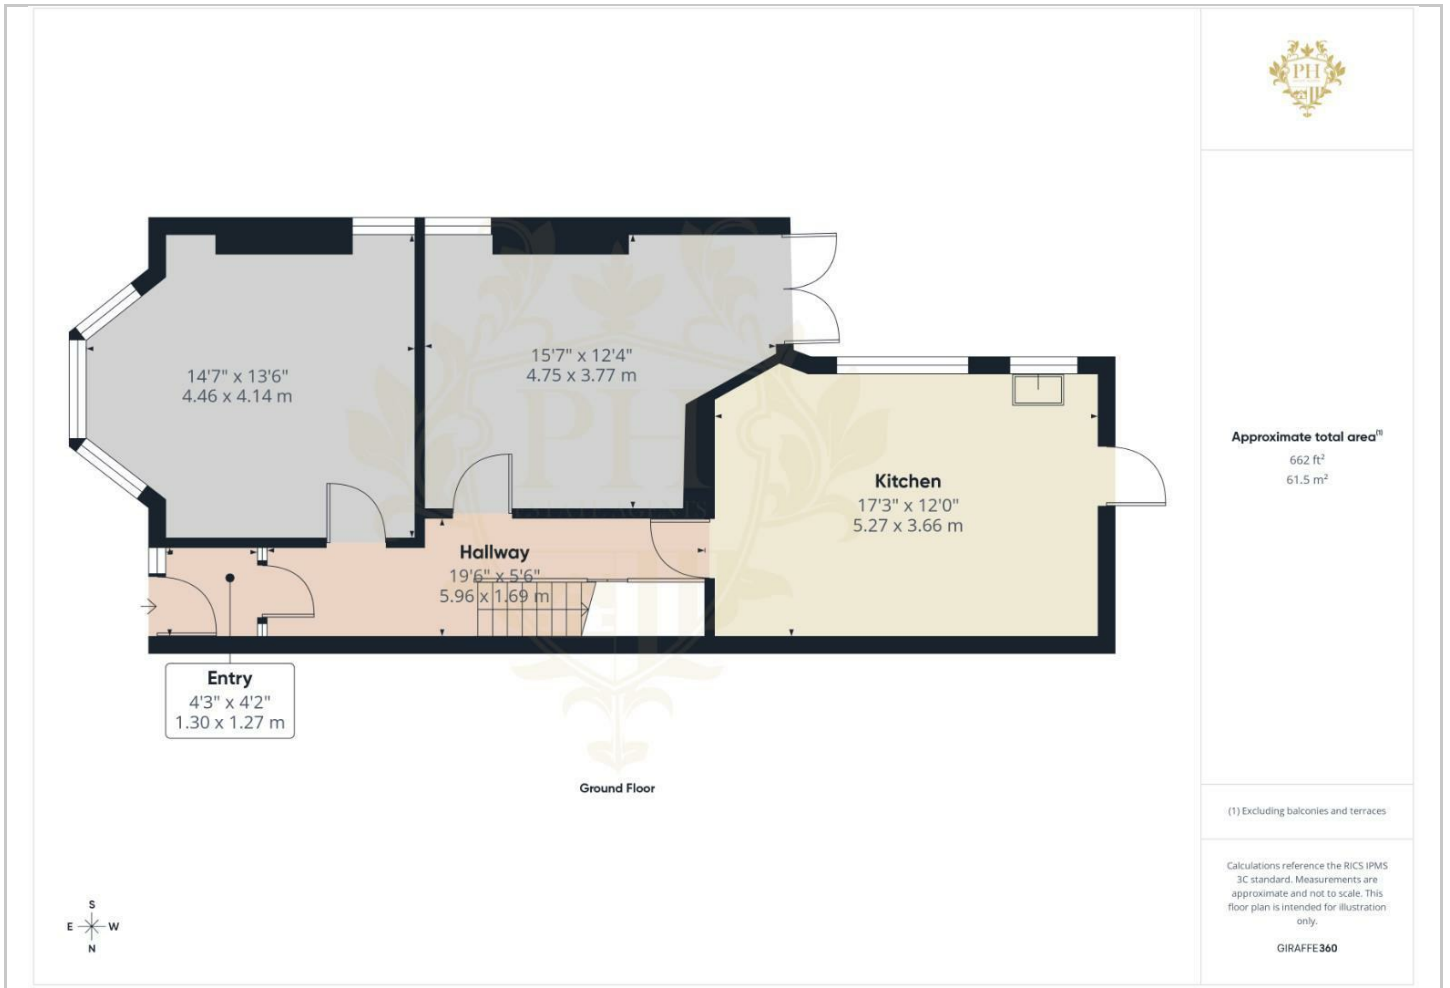 PH
14'7" x 13'6"
4.46 x 4.14 m
15'7" x 12'4"
4.75 x 3.77 m
Kitchen
17'3" x 12'0"
5.27 x 3.66 m
Hallway
19'6" x 5'6"
5.96 x 1.69 m
Entry
4'3" x 4'2"
1.30 x 1.27 m
PH
ESTATE AGENTS
Ground Floor
S
E W
N
Approximate total area(1)
662 ft²
61.5 m²
(1) Excluding balconies and terraces
Calculations reference the RICS IPMS
3C standard. Measurements are
approximate and not to scale. This
floor plan is intended for illustration
only.
GIRAFFE360